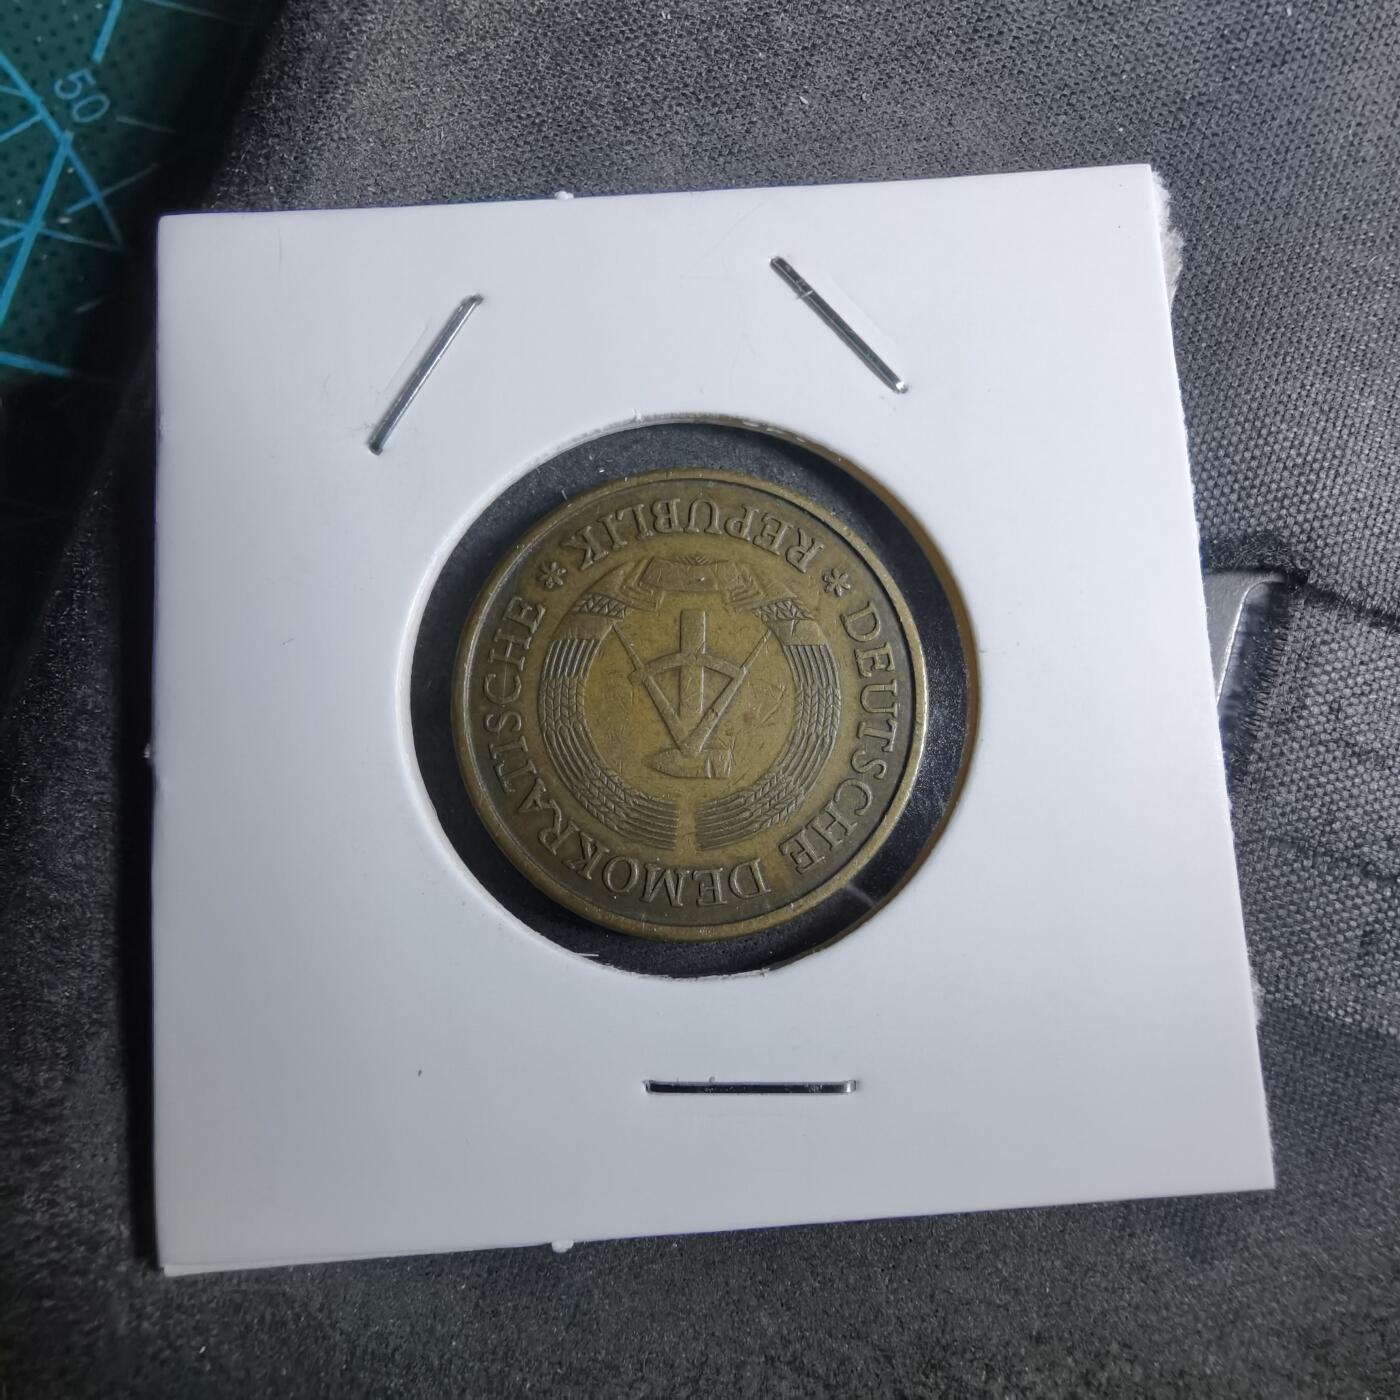 50
DEUTSCHE DEMOKRATISCHE
* REPUBLIK *